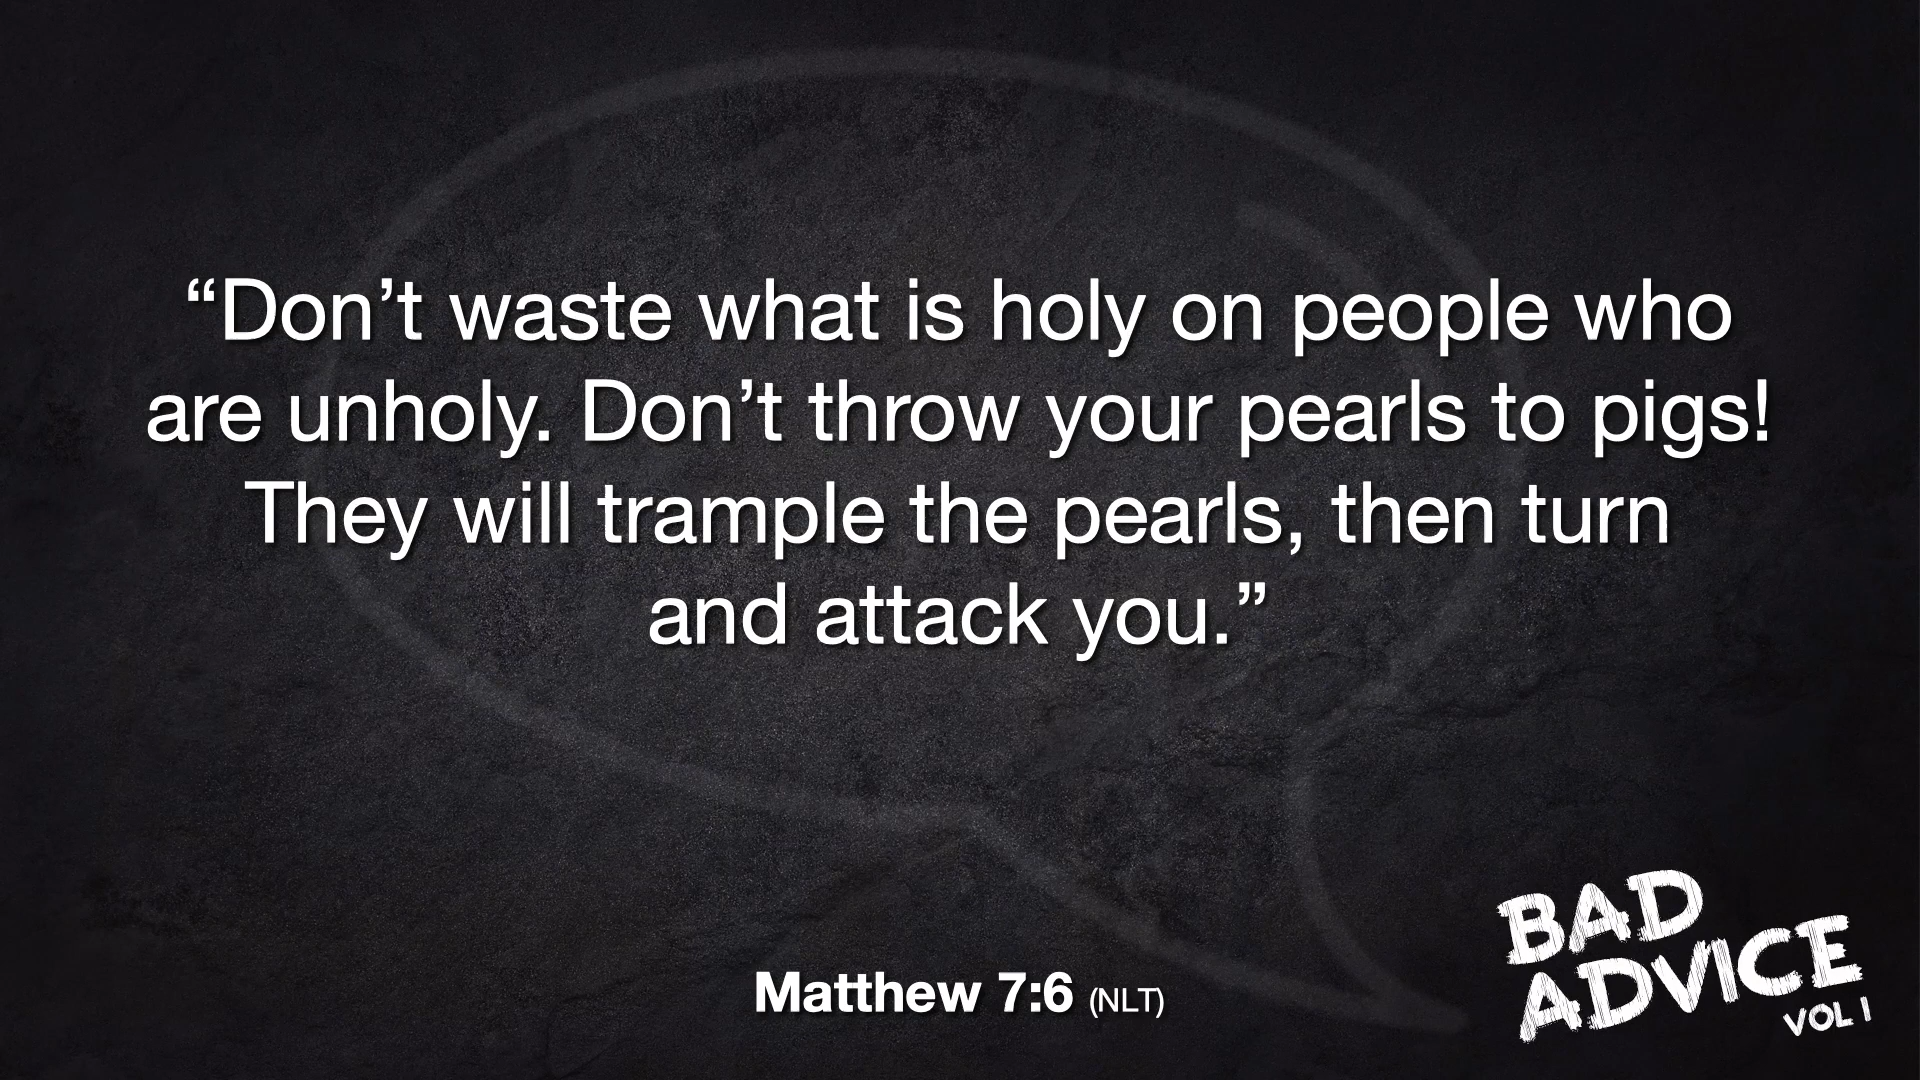 “Don’t waste what is holy on people who
are unholy. Don’t throw your pearls to pigs!
They will trample the pearls, then turn
and attack you.”
Matthew 7:6 (NLT)
BAD
ADVICE
VOL 1